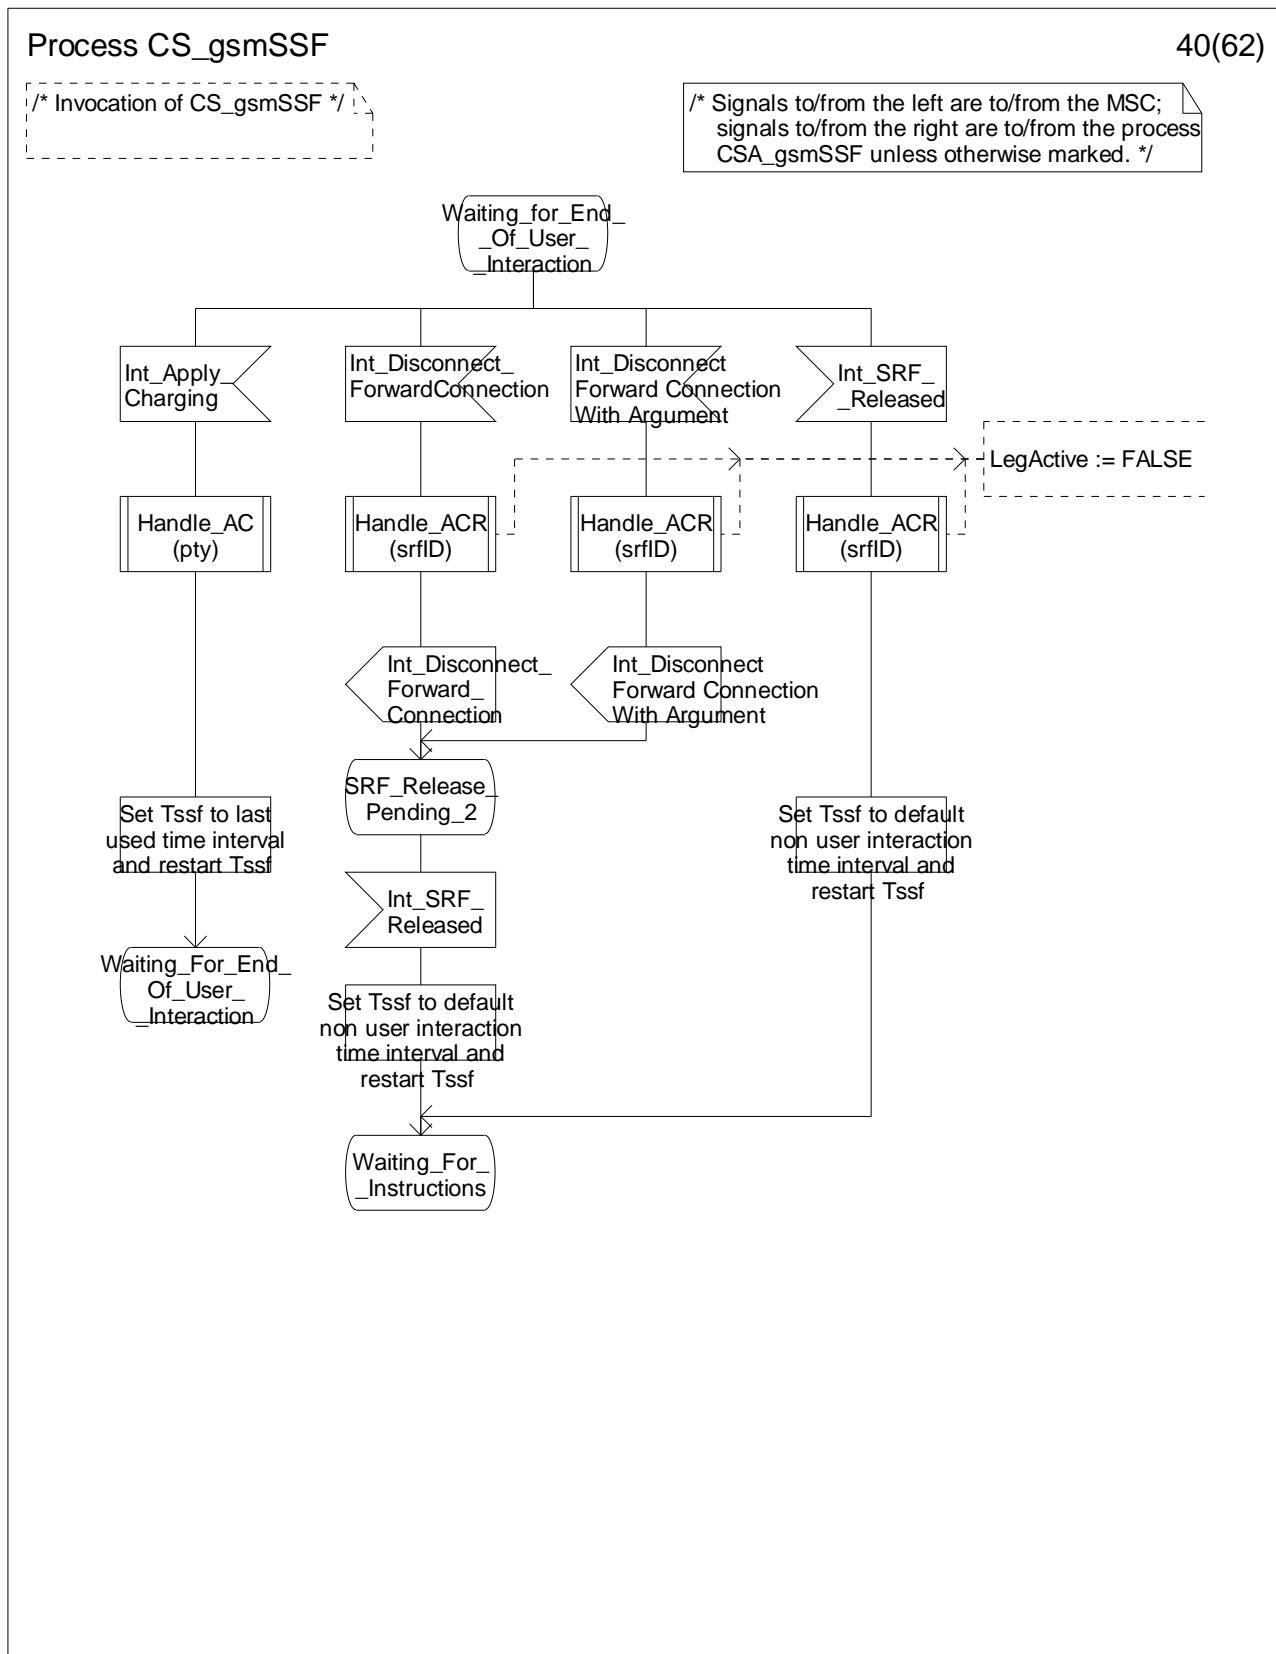 Process CS_gsmSSF
40(62)
/* Invocation of CS_gsmSSF */
/* Signals to/from the left are to/from the MSC;
signals to/from the right are to/from the process
CSA_gsmSSF unless otherwise marked. */
Waiting_for_End_
_Of_User_
_Interaction
Int_Apply_
Charging
Int_Disconnect_
ForwardConnection
Int_Disconnect
Forward Connection
With Argument
Int_SRF_
_Released
LegActive := FALSE
Handle_AC
(pty)
Handle_ACR
(srfID)
Handle_ACR
(srfID)
Handle_ACR
(srfID)
Int_Disconnect_
Forward_
Connection
Int_Disconnect
Forward Connection
With Argument
SRF_Release_
Pending_2
Set Tssf to last
used time interval
and restart Tssf
Set Tssf to default
non user interaction
time interval and
restart Tssf
Int_SRF_
Released
Waiting_For_End_
Of_User_
_Interaction
Set Tssf to default
non user interaction
time interval and
restart Tssf
Waiting_For_
_Instructions